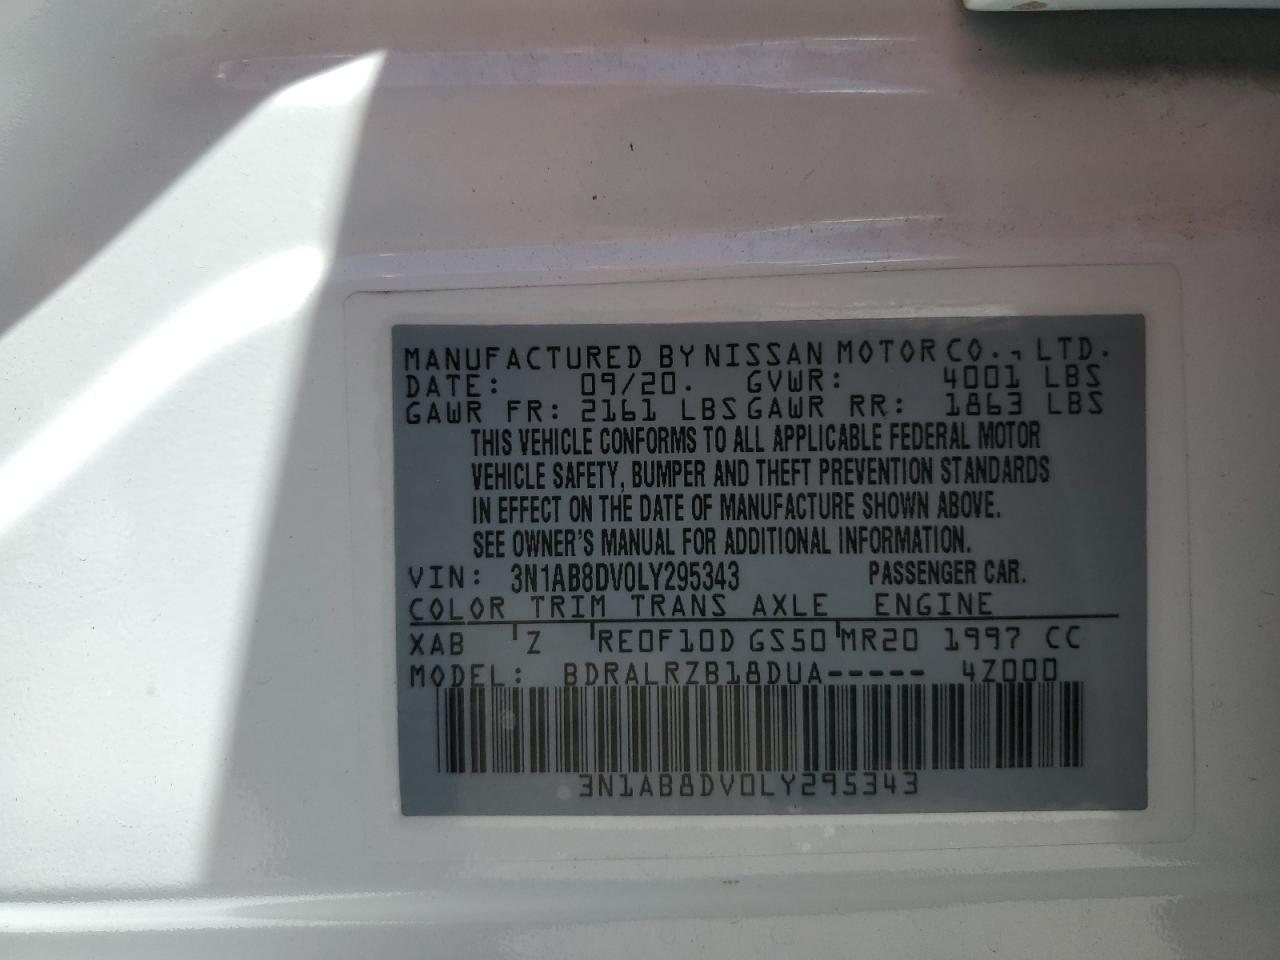 MANUFACTURED BY NISSAN MOTOR CO., LTD.
DATE: 09/20. GVWR: 4001 LBS
GAWR FR: 2161 LBS GAWR RR: 1863 LBS
THIS VEHICLE CONFORMS TO ALL APPLICABLE FEDERAL MOTOR
VEHICLE SAFETY, BUMPER AND THEFT PREVENTION STANDARDS
IN EFFECT ON THE DATE OF MANUFACTURE SHOWN ABOVE.
SEE OWNER'S MANUAL FOR ADDITIONAL INFORMATION.
VIN: 3N1AB8DV0LY295343 PASSENGER CAR.
COLOR TRIM TRANS AXLE ENGINE
XAB Z RE0F10D GS50 MR20 1997 CC
MODEL: BDRALRZB18DUA----- 4Z000
3N1AB8DV0LY295343